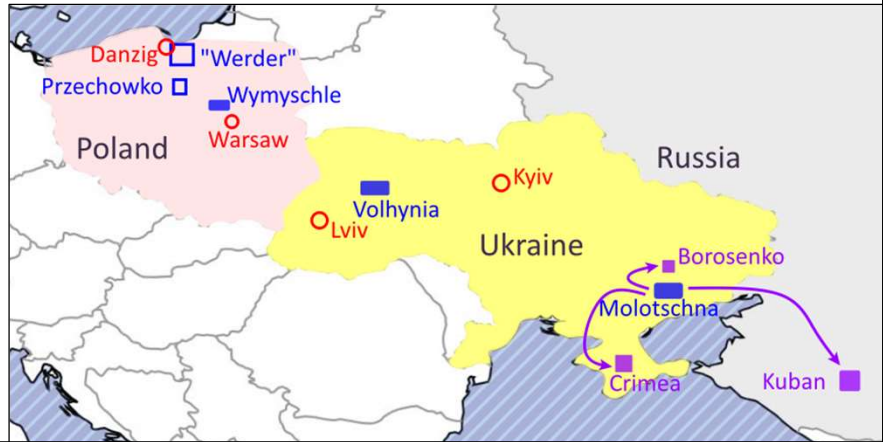 Danzig
"Werder"
Przechowko
Wymyschle
Warsaw
Poland
Russia
Kyiv
Volhynia
Lviv
Ukraine
Borosenko
Molotschna
Crimea
Kuban